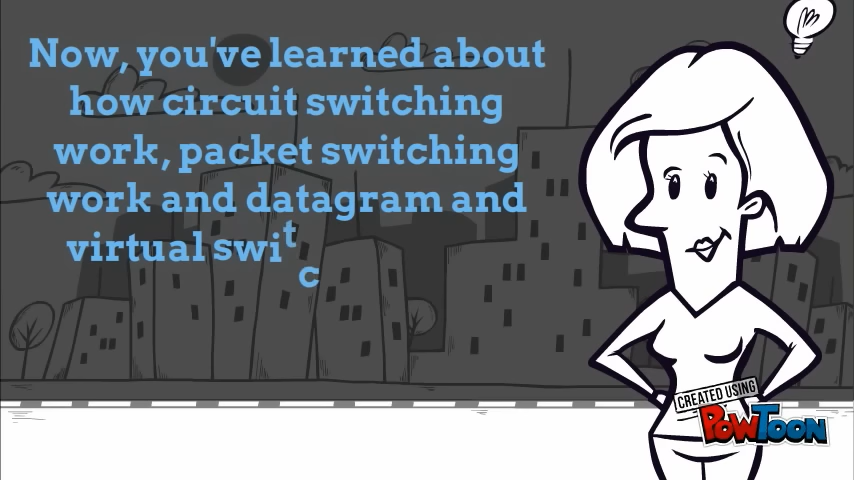 Now, you've learned about
how circuit switching
work, packet switching
work and datagram and
virtual switc
CREATED USING
POWTOON